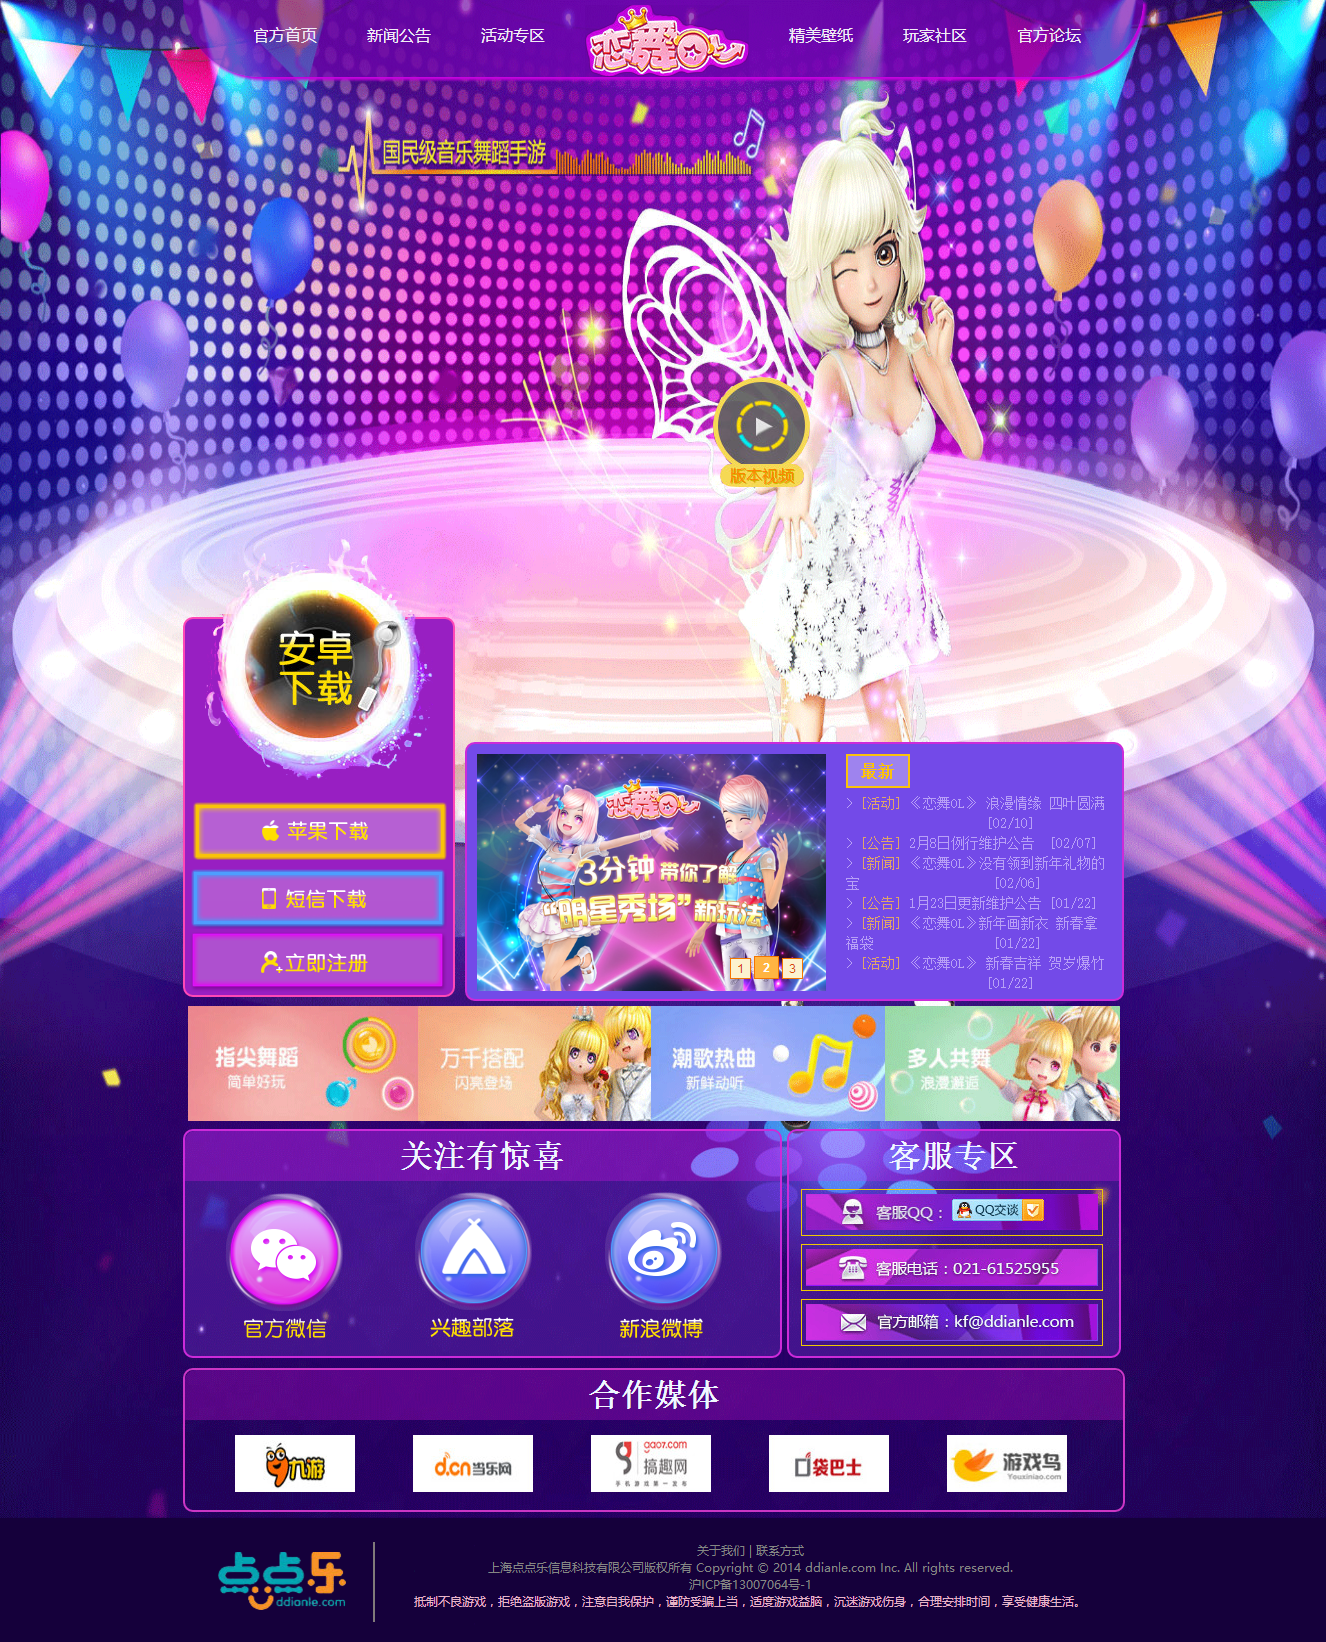 官方首页 新闻公告 活动专区 恋舞OL 精美壁纸 玩家社区 官方论坛
国民级音乐舞蹈手游
版本视频
安卓
下载
苹果下载
短信下载
立即注册
恋舞OL
3分钟 带你了解
“明星秀场”新玩法
1 2 3
最新
> [活动] 《恋舞OL》 浪漫情缘 四叶圆满
[02/10]
> [公告] 2月8日例行维护公告 [02/07]
> [新闻] 《恋舞OL》没有领到新年礼物的
宝 [02/06]
> [公告] 1月23日更新维护公告 [01/22]
> [新闻] 《恋舞OL》新年画新衣 新春拿
福袋 [01/22]
> [活动] 《恋舞OL》 新春吉祥 贺岁爆竹
[01/22]
指尖舞蹈
简单好玩
万千搭配
闪亮登场
潮歌热曲
新鲜动听
多人共舞
浪漫邂逅
关注有惊喜
官方微信 兴趣部落 新浪微博
客服专区
客服QQ： QQ交谈
客服电话：021-61525955
官方邮箱：kf@ddianle.com
合作媒体
九游
d.cn当乐网
gao7.com
搞趣网
手机游戏第一发布
口袋巴士
游戏鸟
Youxiniao.com
点点乐
ddianle.com
关于我们 | 联系方式
上海点点乐信息科技有限公司版权所有 Copyright © 2014 ddianle.com Inc. All rights reserved.
沪ICP备13007064号-1
抵制不良游戏，拒绝盗版游戏，注意自我保护，谨防受骗上当，适度游戏益脑，沉迷游戏伤身，合理安排时间，享受健康生活。